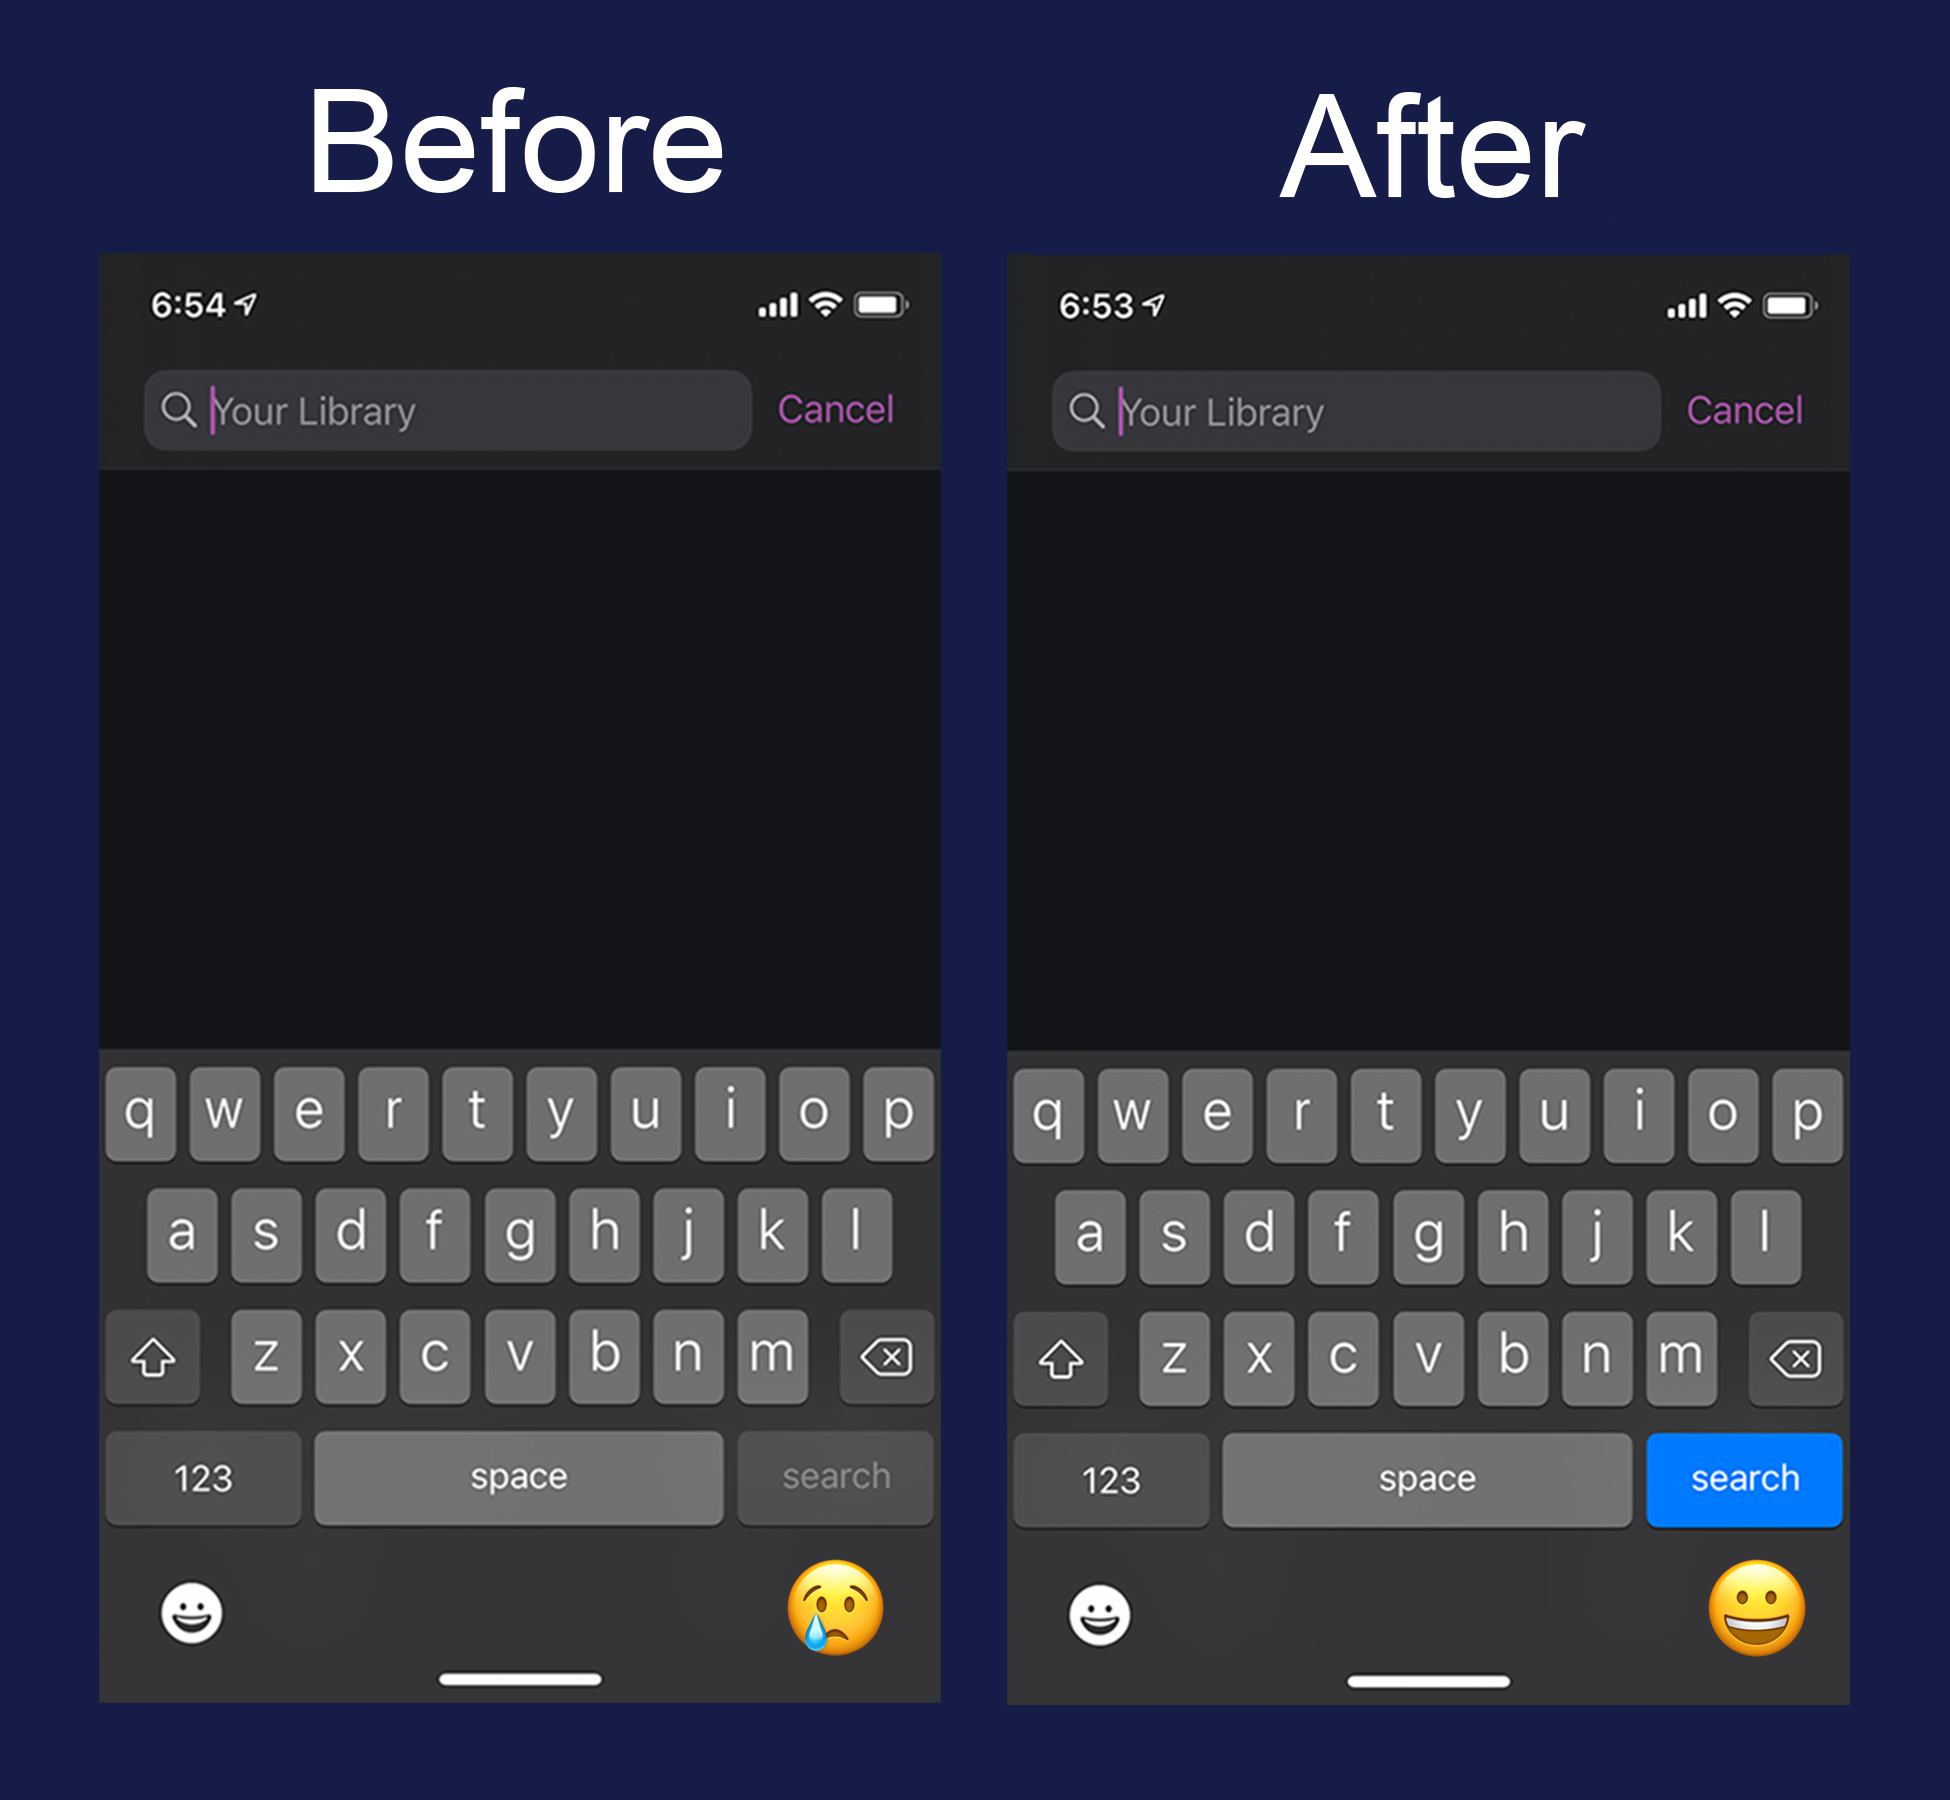 Before
6:54
Your Library
Cancel
q w e r t y u i o p
a s d f g h j k l
z x c v b n m
123 space search
After
6:53
Your Library
Cancel
q w e r t y u i o p
a s d f g h j k l
z x c v b n m
123 space search